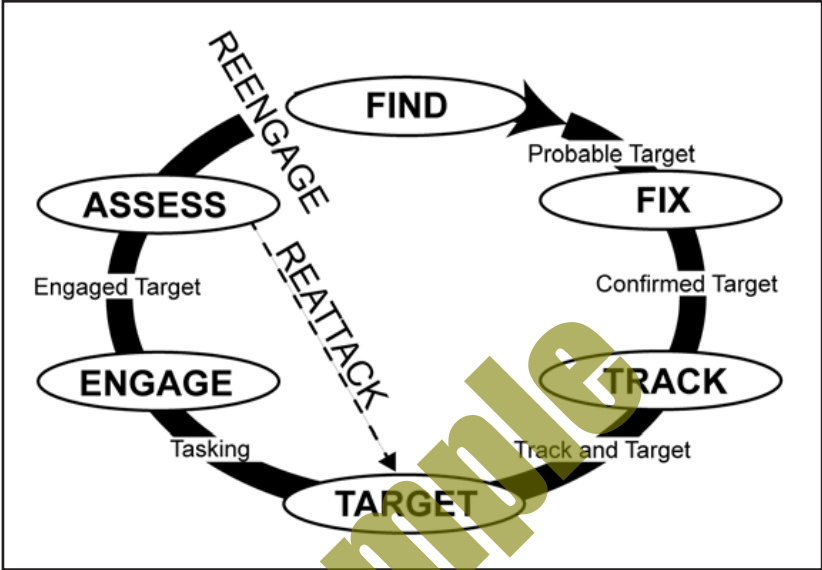 REENGAGE
FIND
Probable Target
ASSESS
FIX
REATTACK
Engaged Target
Confirmed Target
ENGAGE
TRACK
Tasking
Track and Target
TARGET
mple